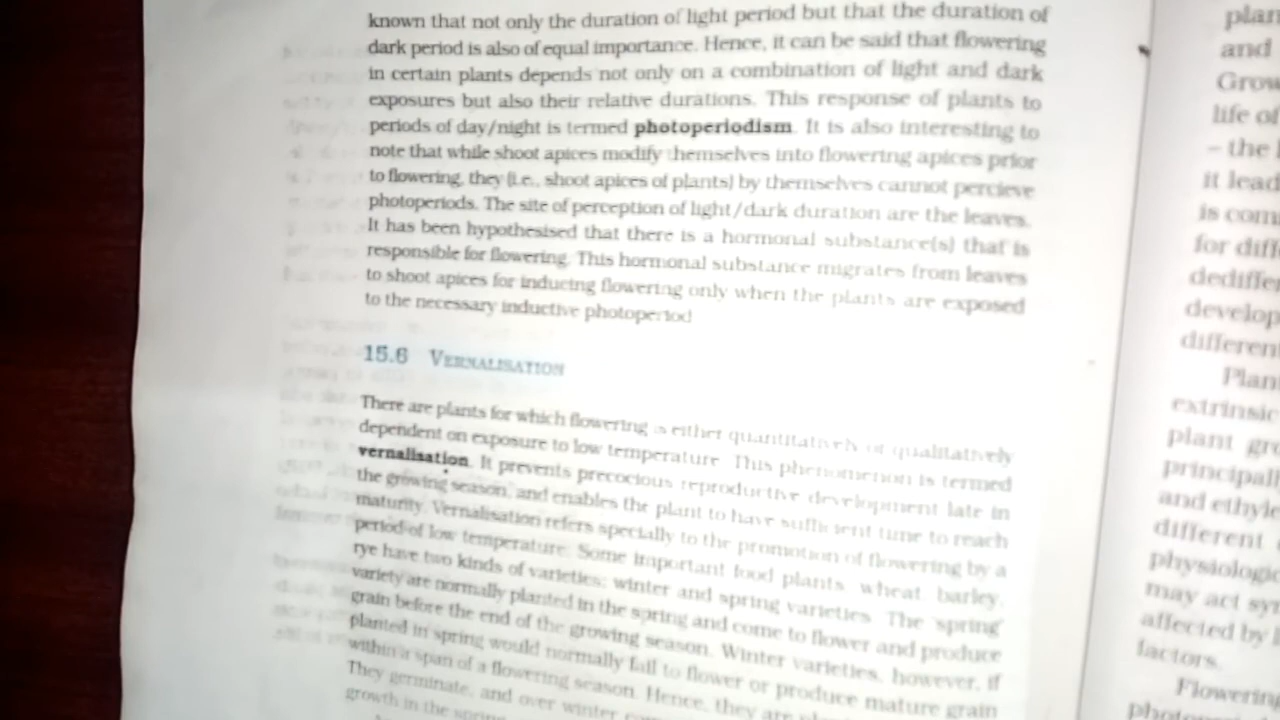 known that not only the duration of light period but that the duration of
dark period is also of equal importance. Hence, it can be said that flowering
in certain plants depends not only on a combination of light and dark
exposures but also their relative durations. This response of plants to
periods of day/night is termed photoperiodism. It is also interesting to
note that while shoot apices modify themselves into flowering apices prior
to flowering, they (i.e., shoot apices of plants) by themselves cannot percieve
photoperiods. The site of perception of light/dark duration are the leaves.
It has been hypothesised that there is a hormonal substance(s) that is
responsible for flowering. This hormonal substance migrates from leaves
to shoot apices for inducing flowering only when the plants are exposed
to the necessary inductive photoperiod
15.6 VERNALISATION
There are plants for which flowering is either quantitatively or qualitatively
dependent on exposure to low temperature. This phenomenon is termed
vernalisation. It prevents precocious reproductive development late in
the growing season, and enables the plant to have sufficient time to reach
maturity. Vernalisation refers specially to the promotion of flowering by a
period of low temperature. Some important food plants, wheat, barley,
rye have two kinds of varieties: winter and spring varieties. The spring
variety are normally planted in the spring and come to flower and produce
grain before the end of the growing season. Winter varieties, however, if
planted in spring would normally fail to flower or produce mature grain
within a span of a flowering season. Hence, they are
They germinate, and over winter
growth in the spring
plan
and
Grow
life of
– the
it lead
is com
for diff
dediffer
develop
different
Plan
extrinsic
plant gro
principall
and ethyle
different
physiologic
may act syn
affected by
factors.
Flowering